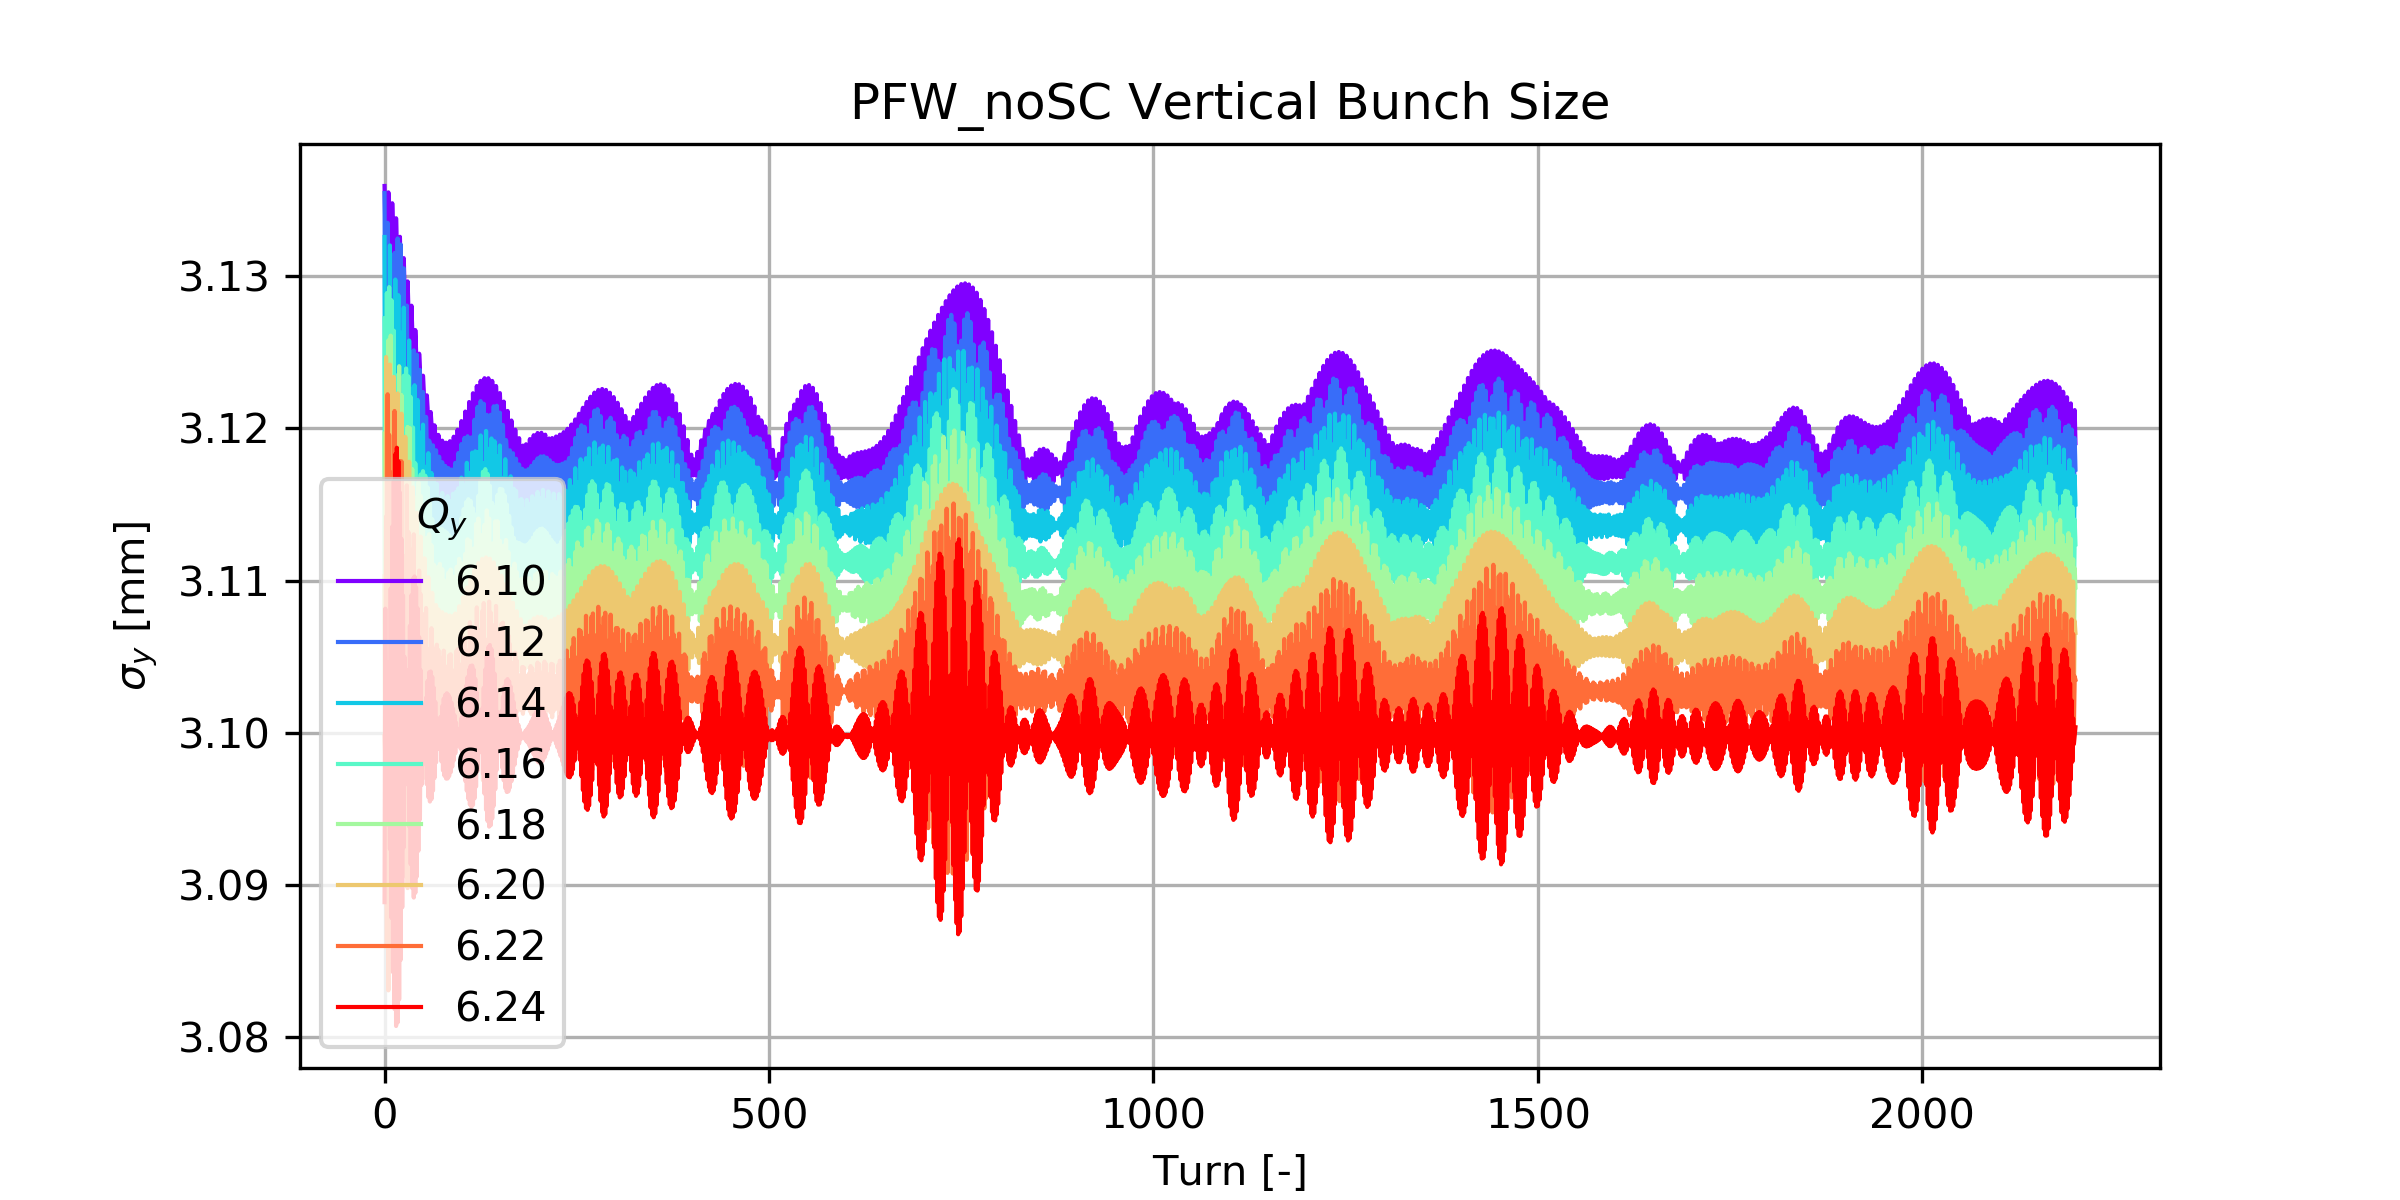 PFW_noSC Vertical Bunch Size
σy [mm]
3.13
3.12
3.11
3.10
3.09
3.08
Qy
6.10
6.12
6.14
6.16
6.18
6.20
6.22
6.24
0 500 1000 1500 2000
Turn [-]